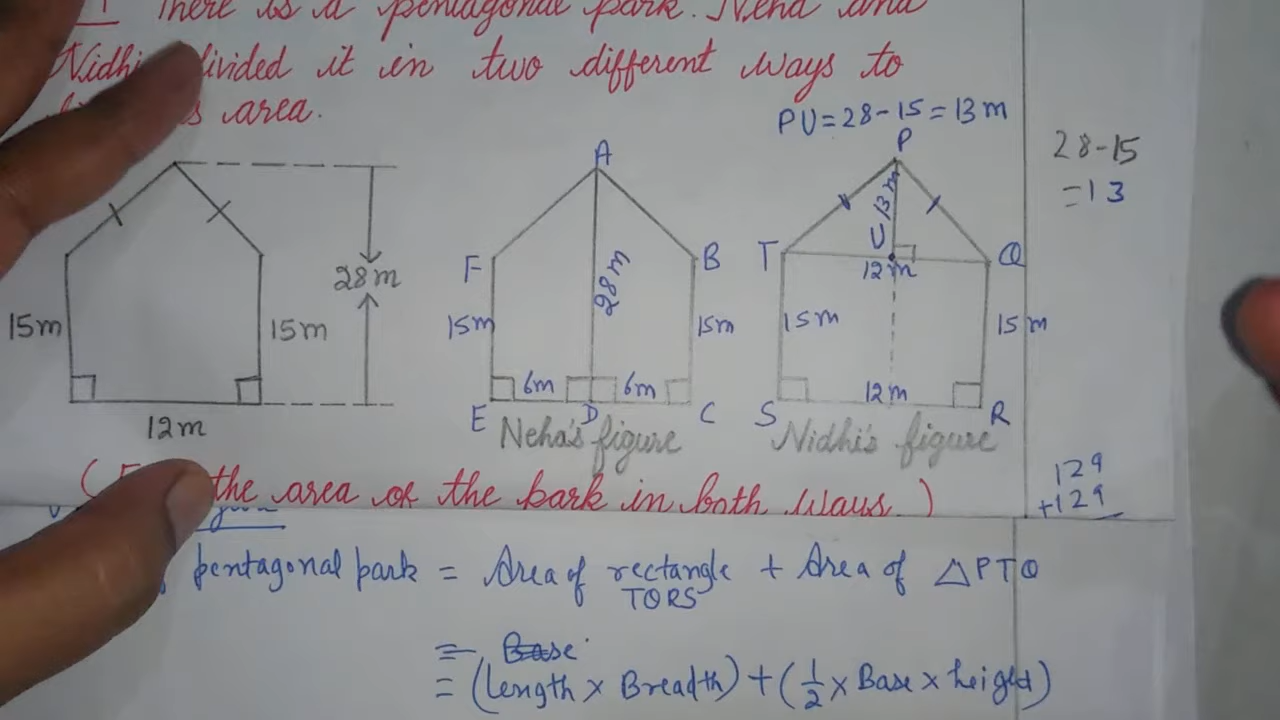 There is a pentagonal park. Neha and
Nidhi divided it in two different ways to
area.
PU=28-15=13m
28-15
=13
A
P
13m
U
F
B
T
Q
28m
28m
12m
15m
15m
15m
15m
15m
15m
6m
6m
12m
E
D
C
S
R
12m
Neha's figure
Nidhi's figure
(
the area of the park in both ways.)
129
+129
pentagonal park = Area of rectangle + Area of △PTQ
TQRS
= Base
= (length × Breadth) + (1/2 × Base × height)